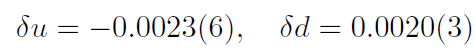 δu = −0.0023(6), δd = 0.0020(3)